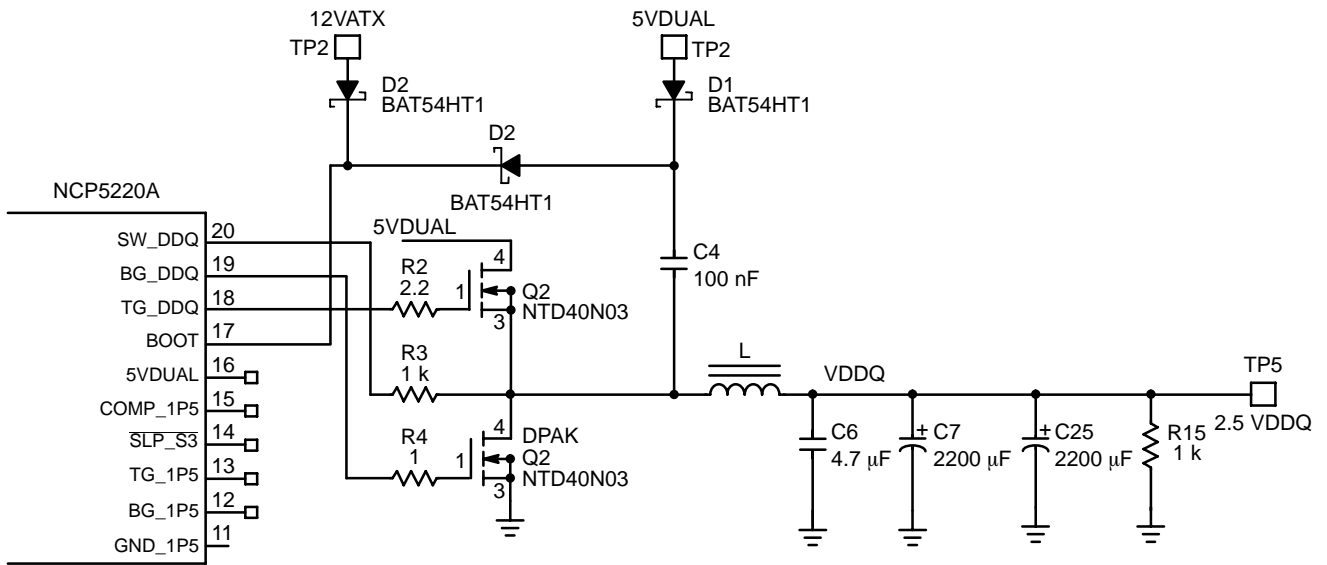 12VATX
5VDUAL
TP2
TP2
D2
BAT54HT1
D1
BAT54HT1
D2
BAT54HT1
NCP5220A
5VDUAL
SW_DDQ 20
BG_DDQ 19
TG_DDQ 18
BOOT 17
5VDUAL 16
COMP_1P5 15
SLP_S3 14
TG_1P5 13
BG_1P5 12
GND_1P5 11
R2
2.2
4
1
Q2
NTD40N03
3
C4
100 nF
R3
1 k
R4
1
4
DPAK
1
Q2
NTD40N03
3
L
VDDQ
TP5
2.5 VDDQ
C6
4.7 μF
+ C7
2200 μF
+ C25
2200 μF
R15
1 k